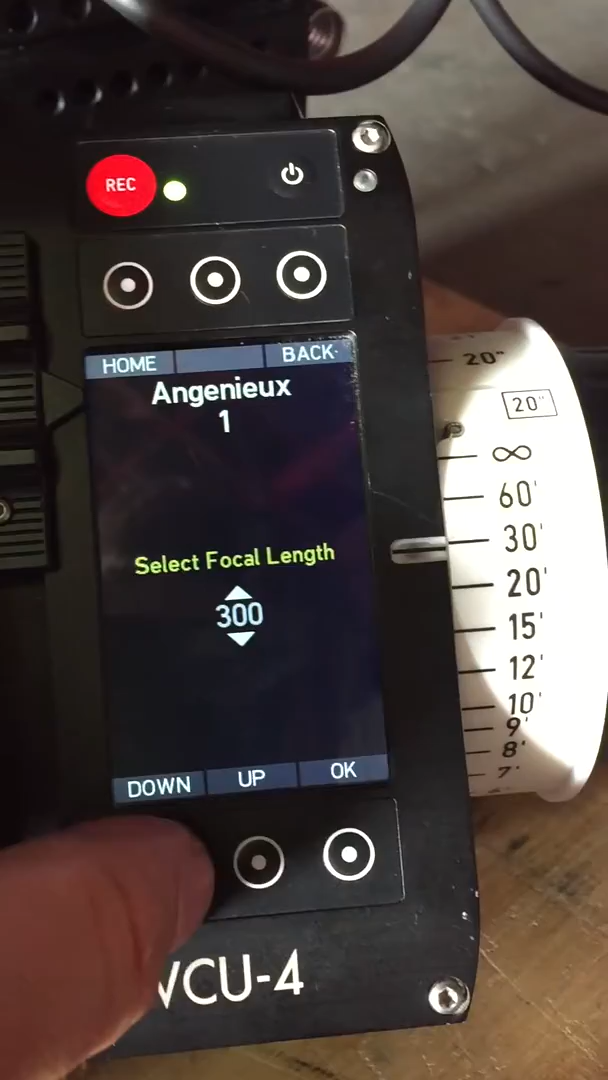 REC
HOME
BACK
Angenieux
1
Select Focal Length
300
DOWN
UP
OK
VCU-4
20"
20"
∞
60'
30'
20'
15'
12'
10'
9'
8'
7'